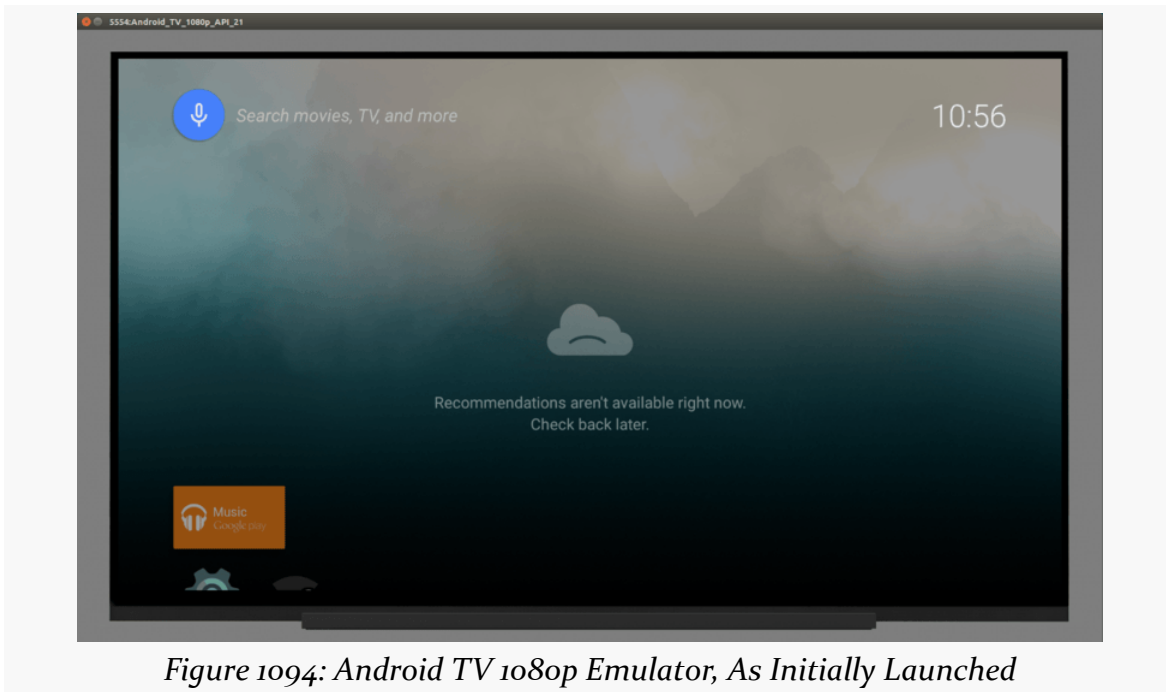 5554:Android_TV_1080p_API_21
Search movies, TV, and more
10:56
Recommendations aren't available right now.
Check back later.
Music
Google play
Figure 1094: Android TV 1080p Emulator, As Initially Launched